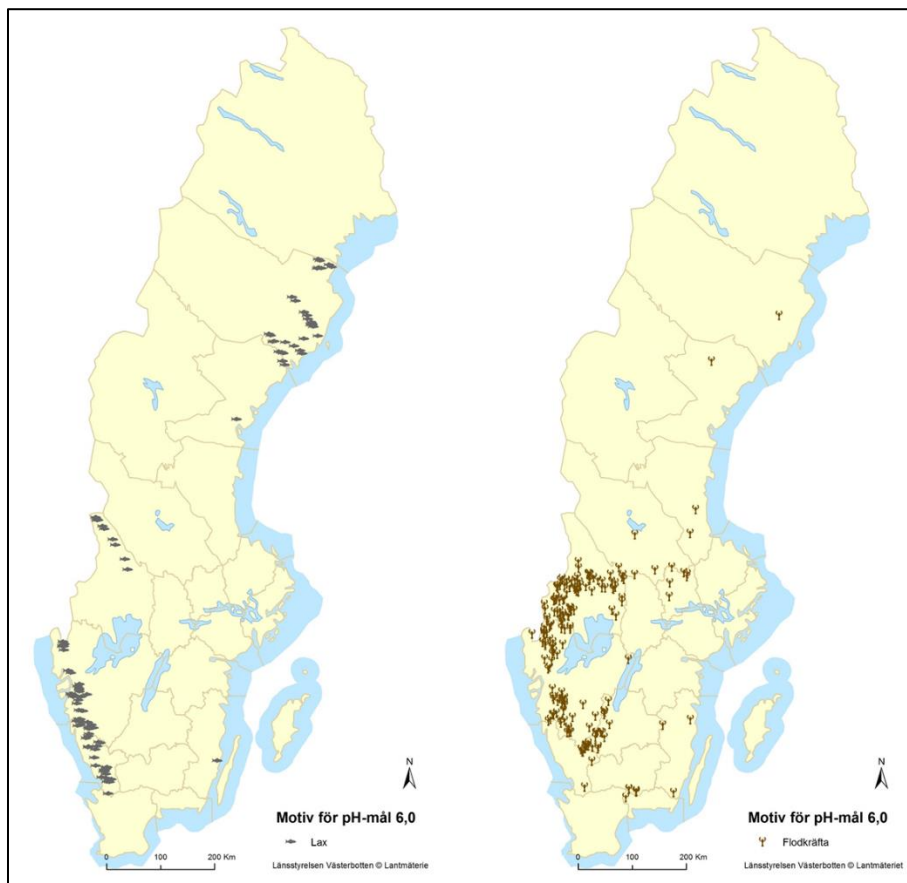 N
Motiv för pH-mål 6,0
Lax
0 100 200 Km
Länsstyrelsen Västerbotten © Lantmäterie
N
Motiv för pH-mål 6,0
Flodkräfta
0 100 200 Km
Länsstyrelsen Västerbotten © Lantmäteriet